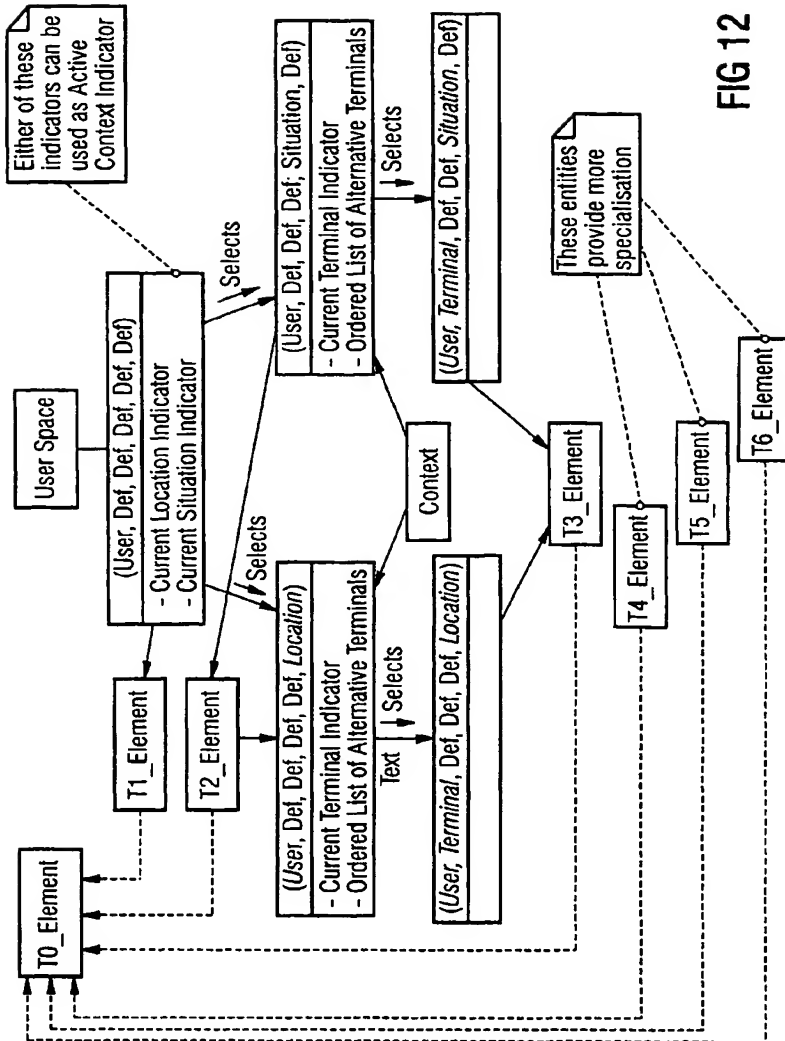 Either of these
indicators can be
used as Active
Context Indicator
User Space
(User, Def, Def, Def, Def, Def)
- Current Location Indicator
- Current Situation Indicator
T0_Element
T1_Element
T2_Element
Selects
Selects
(User, Def, Def, Def, Def, Location)
- Current Terminal Indicator
- Ordered List of Alternative Terminals
(User, Def, Def, Def; Situation, Def)
- Current Terminal Indicator
- Ordered List of Alternative Terminals
Text
Selects
Context
Selects
(User, Terminal, Def, Def, Def, Location)
(User, Terminal, Def, Def, Situation, Def)
T3_Element
T4_Element
T5_Element
T6_Element
These entities
provide more
specialisation
FIG 12